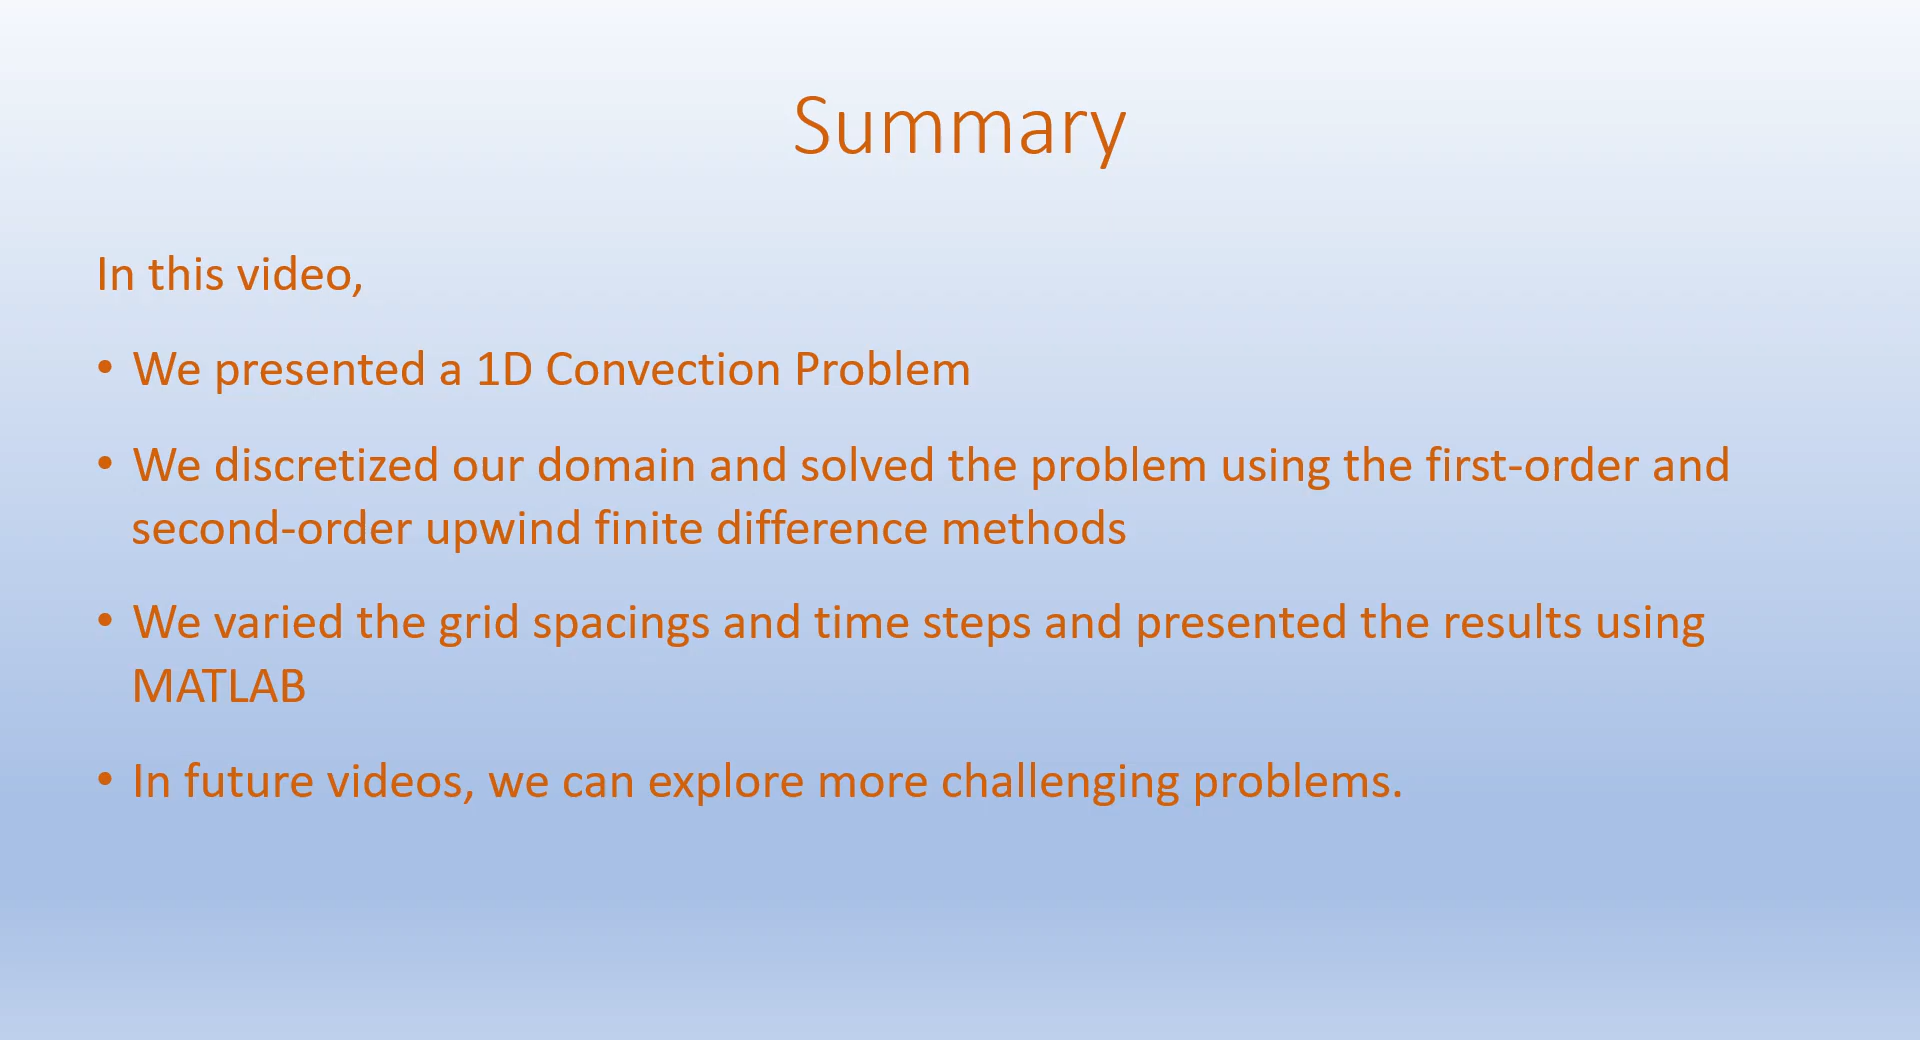 Summary
In this video,
• We presented a 1D Convection Problem
• We discretized our domain and solved the problem using the first-order and
second-order upwind finite difference methods
• We varied the grid spacings and time steps and presented the results using
MATLAB
• In future videos, we can explore more challenging problems.